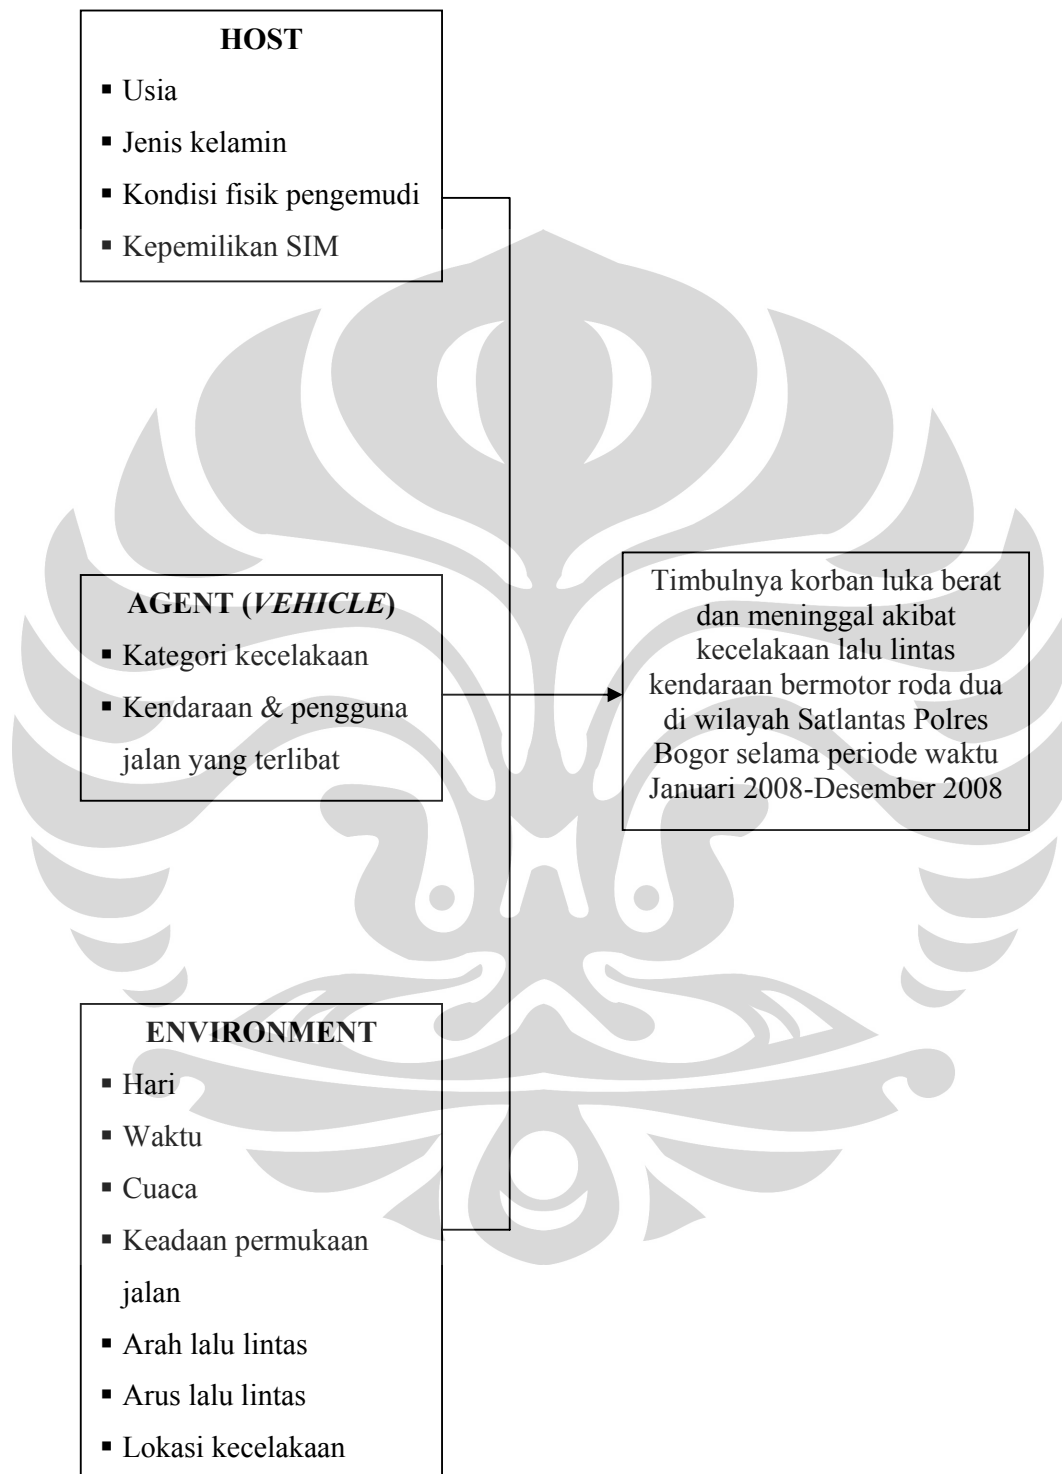 HOST
▪ Usia
▪ Jenis kelamin
▪ Kondisi fisik pengemudi
▪ Kepemilikan SIM
AGENT (VEHICLE)
▪ Kategori kecelakaan
▪ Kendaraan & pengguna
jalan yang terlibat
Timbulnya korban luka berat
dan meninggal akibat
kecelakaan lalu lintas
kendaraan bermotor roda dua
di wilayah Satlantas Polres
Bogor selama periode waktu
Januari 2008-Desember 2008
ENVIRONMENT
▪ Hari
▪ Waktu
▪ Cuaca
▪ Keadaan permukaan
jalan
▪ Arah lalu lintas
▪ Arus lalu lintas
▪ Lokasi kecelakaan